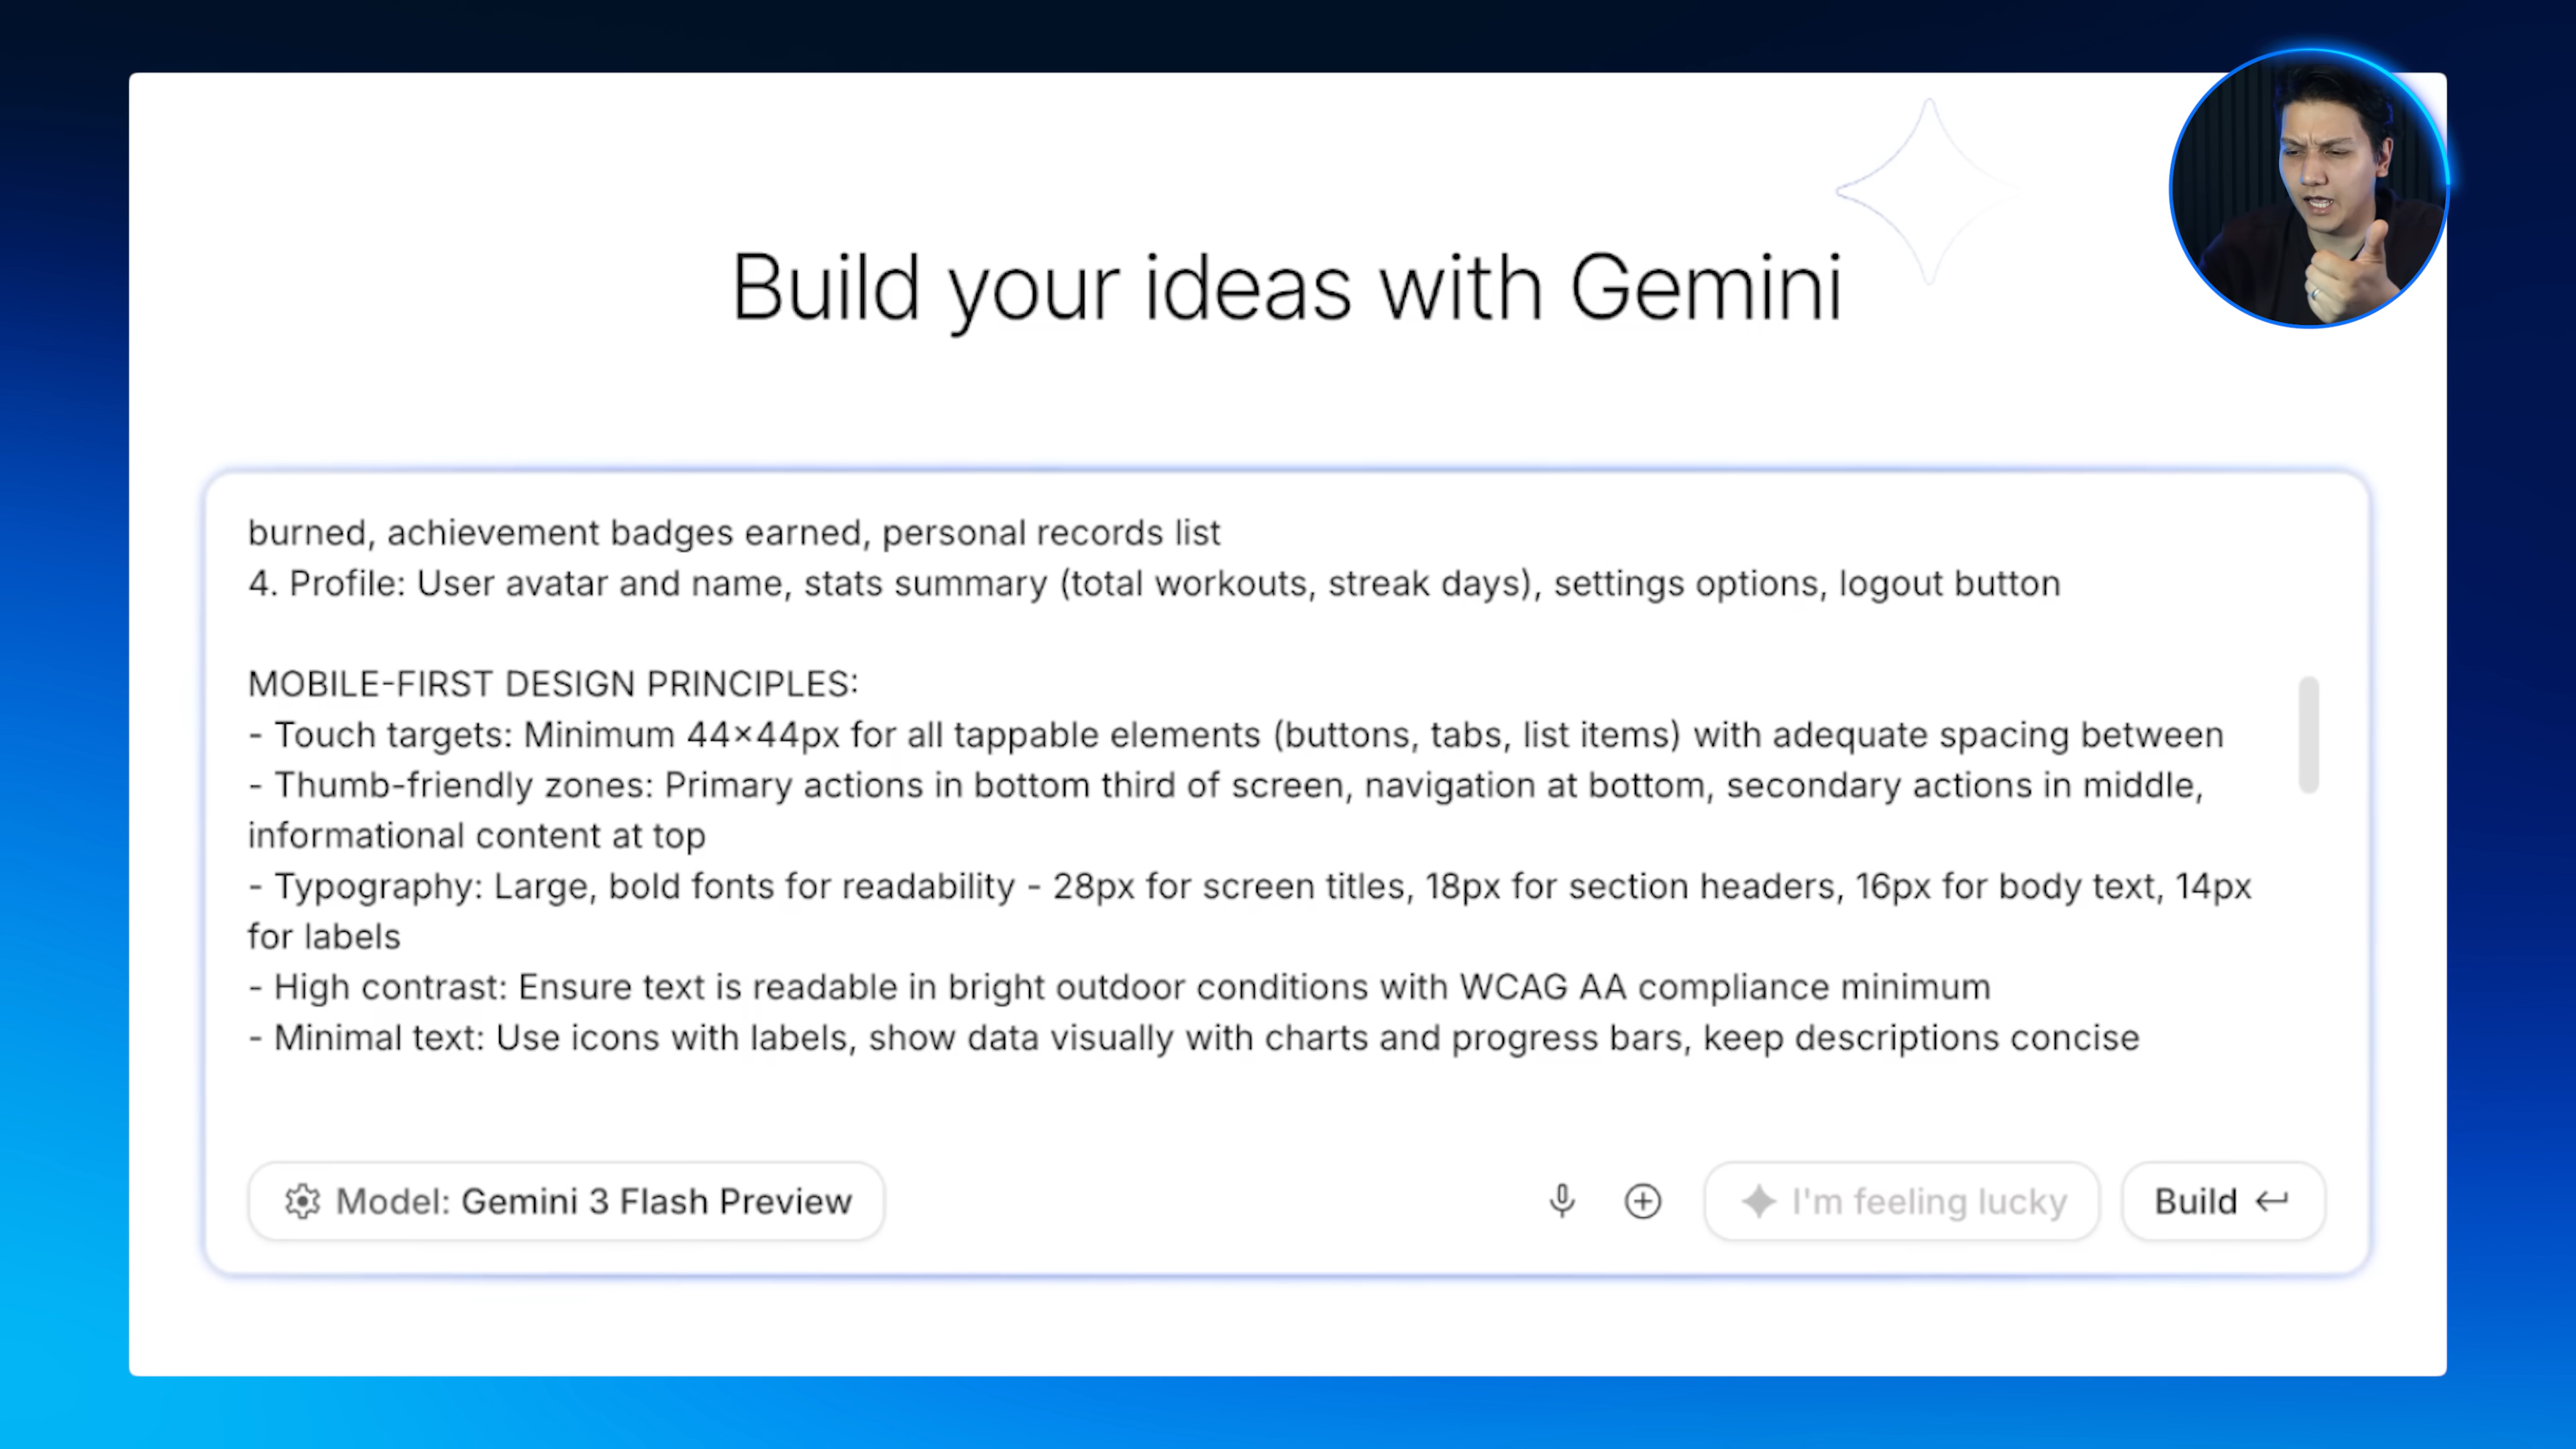 Build your ideas with Gemini
burned, achievement badges earned, personal records list
4. Profile: User avatar and name, stats summary (total workouts, streak days), settings options, logout button
MOBILE-FIRST DESIGN PRINCIPLES:
- Touch targets: Minimum 44×44px for all tappable elements (buttons, tabs, list items) with adequate spacing between
- Thumb-friendly zones: Primary actions in bottom third of screen, navigation at bottom, secondary actions in middle,
informational content at top
- Typography: Large, bold fonts for readability - 28px for screen titles, 18px for section headers, 16px for body text, 14px
for labels
- High contrast: Ensure text is readable in bright outdoor conditions with WCAG AA compliance minimum
- Minimal text: Use icons with labels, show data visually with charts and progress bars, keep descriptions concise
Model: Gemini 3 Flash Preview
I'm feeling lucky
Build